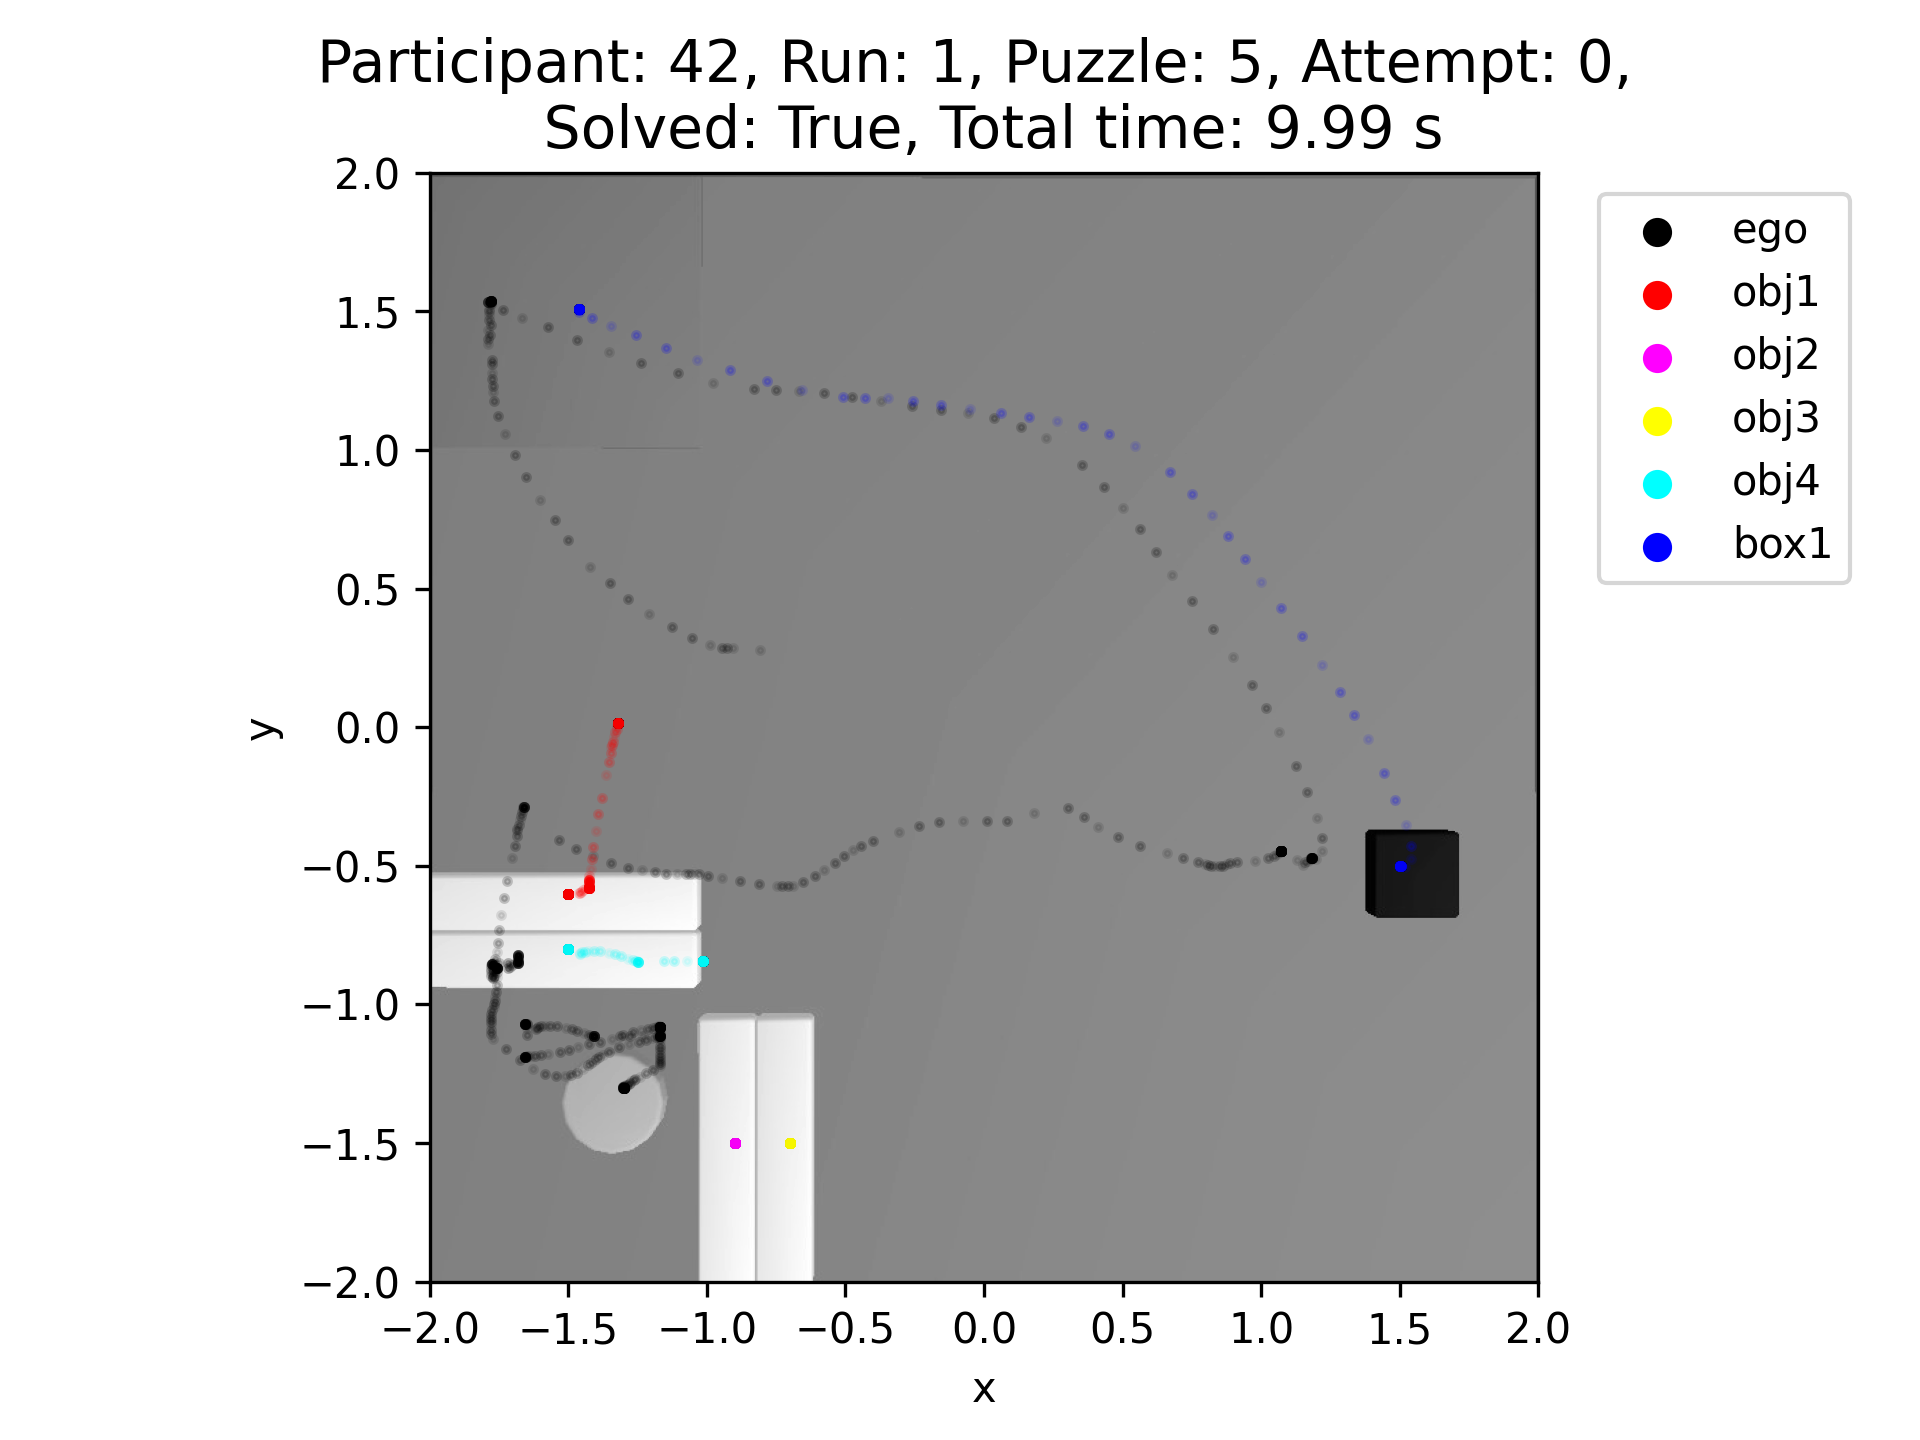 Participant: 42, Run: 1, Puzzle: 5, Attempt: 0,
Solved: True, Total time: 9.99 s
2.0
1.5
1.0
0.5
0.0
−0.5
−1.0
−1.5
−2.0
y
−2.0 −1.5 −1.0 −0.5 0.0 0.5 1.0 1.5 2.0
x
ego
obj1
obj2
obj3
obj4
box1